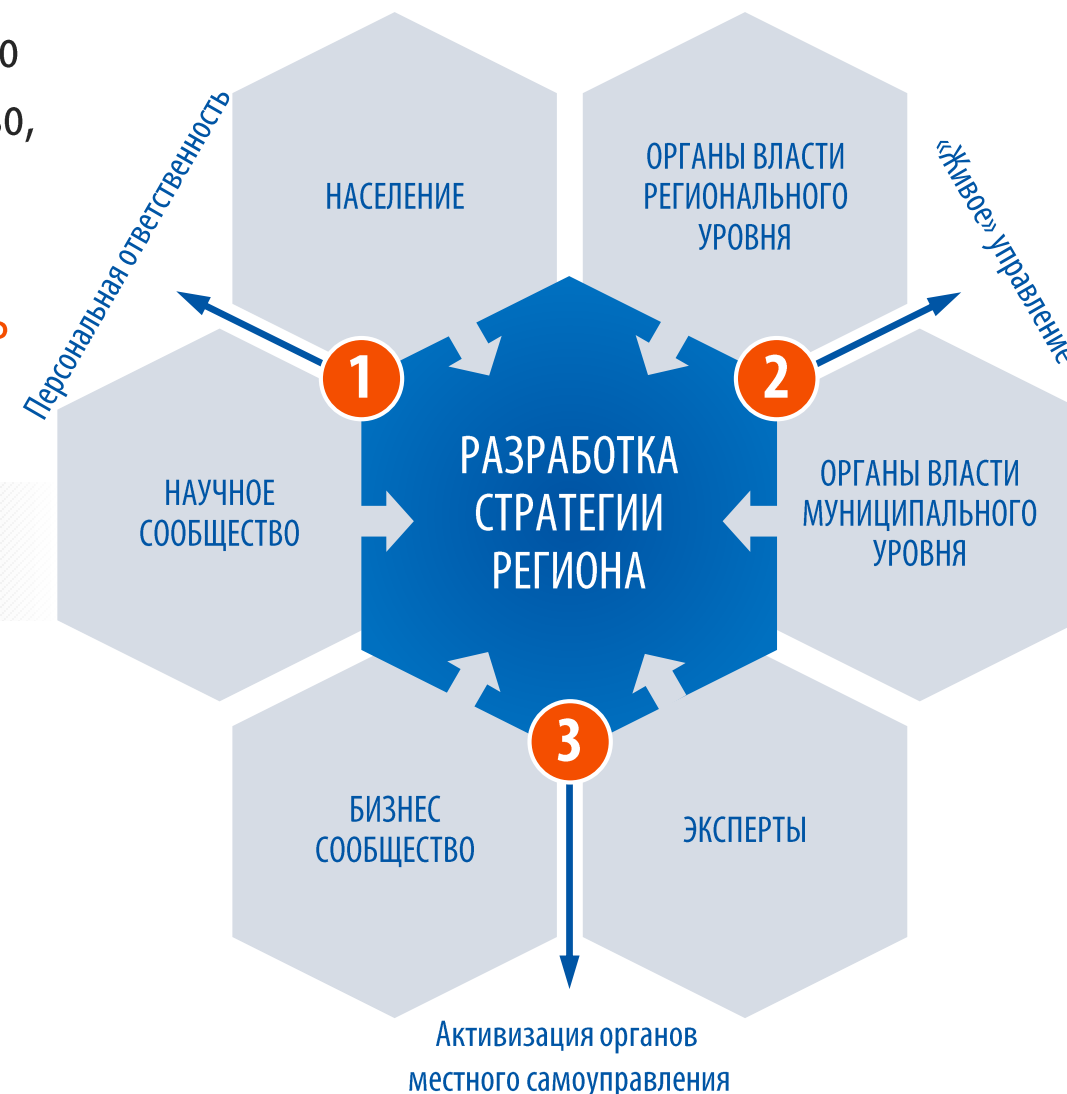 Персональная ответственность
НАСЕЛЕНИЕ
ОРГАНЫ ВЛАСТИ
РЕГИОНАЛЬНОГО
УРОВНЯ
«Живое» управление
1
2
НАУЧНОЕ
СООБЩЕСТВО
РАЗРАБОТКА
СТРАТЕГИИ
РЕГИОНА
ОРГАНЫ ВЛАСТИ
МУНИЦИПАЛЬНОГО
УРОВНЯ
3
БИЗНЕС
СООБЩЕСТВО
ЭКСПЕРТЫ
Активизация органов
местного самоуправления